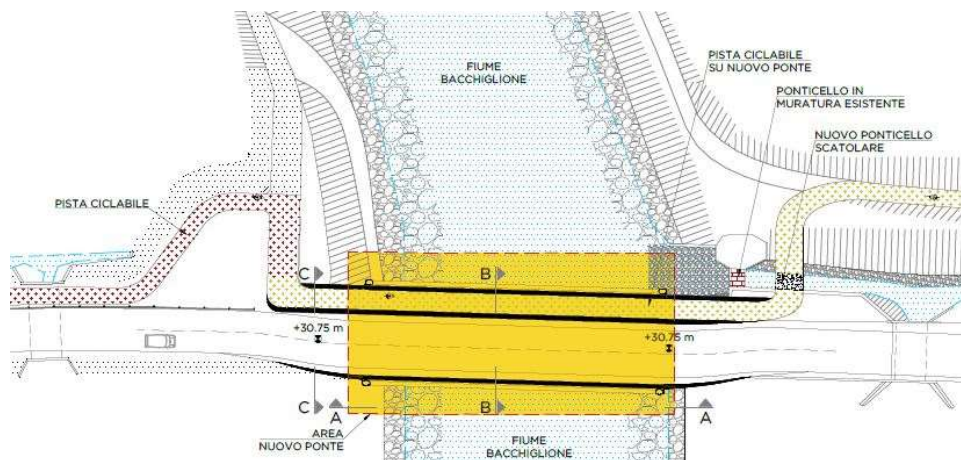 FIUME
BACCHIGLIONE
PISTA CICLABILE
SU NUOVO PONTE
PONTICELLO IN
MURATURA ESISTENTE
NUOVO PONTICELLO
SCATOLARE
PISTA CICLABILE
C
B
+30.75 m
+30.75 m
C
A
B
A
AREA
NUOVO PONTE
FIUME
BACCHIGLIONE